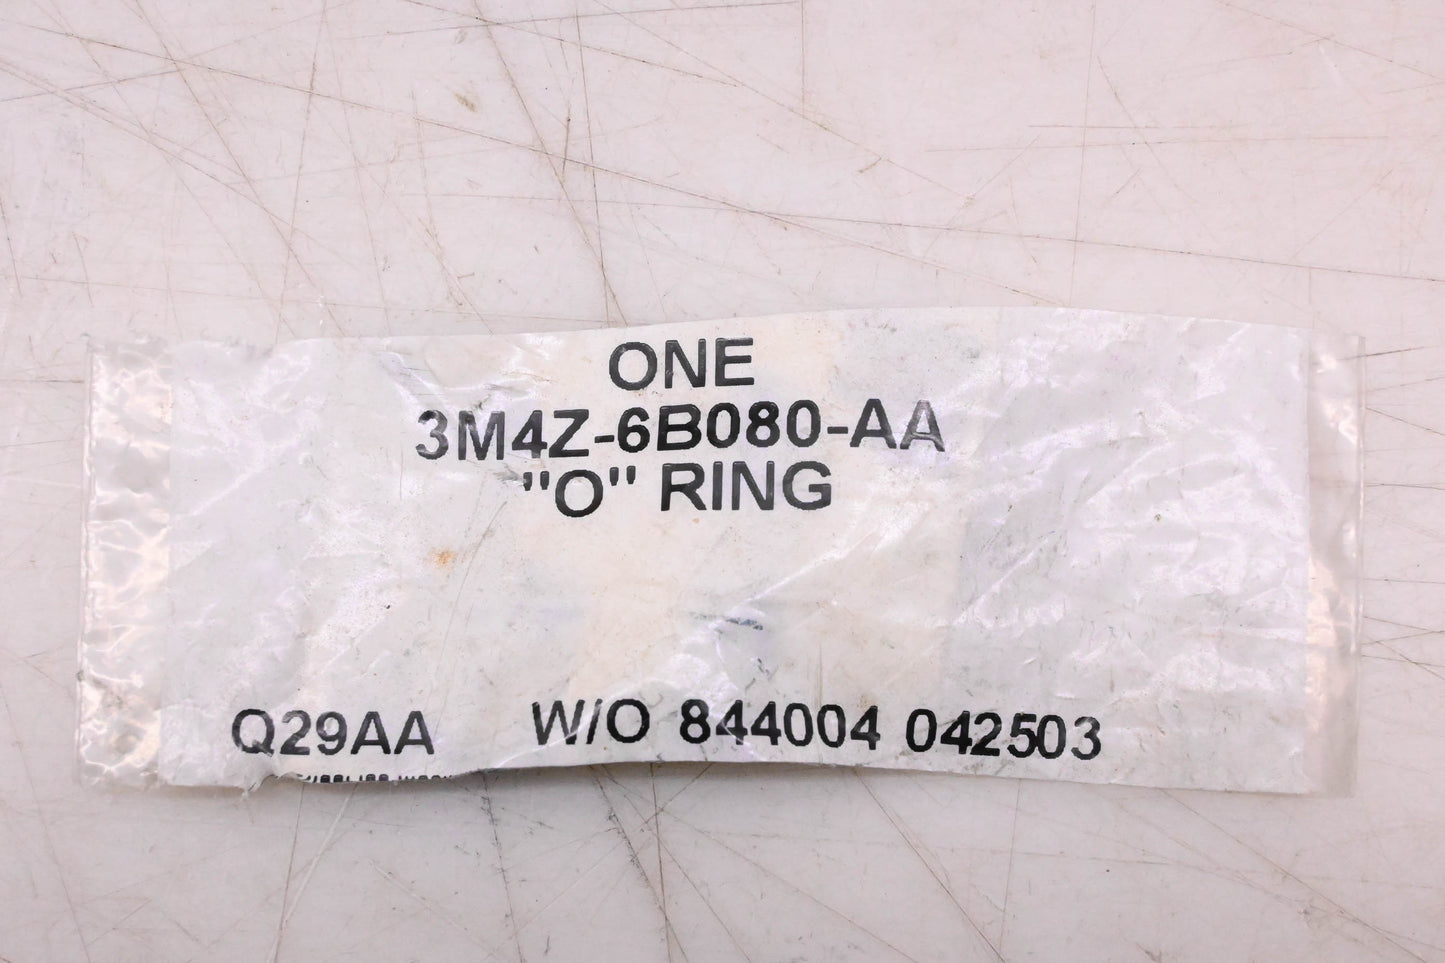 ONE
3M4Z-6B080-AA
"O" RING
Q29AA W/O 844004 042503